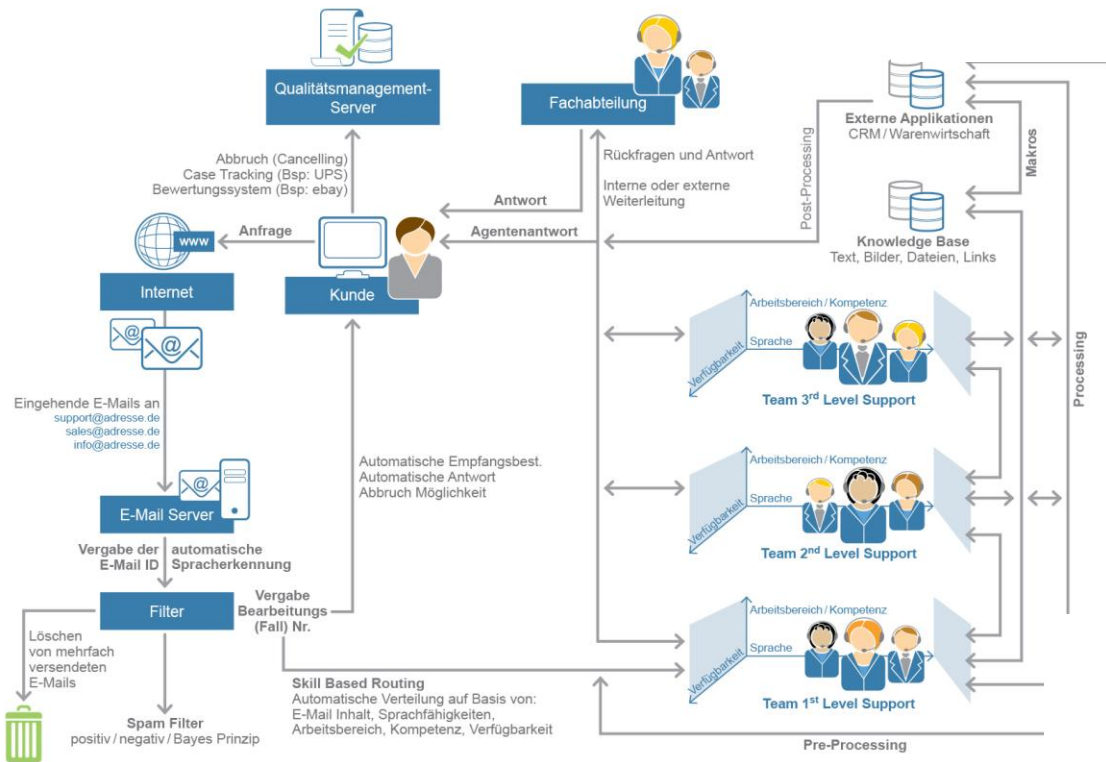 Qualitätsmanagement-
Server
Fachabteilung
Externe Applikationen
CRM / Warenwirtschaft
Abbruch (Cancelling)
Case Tracking (Bsp: UPS)
Bewertungssystem (Bsp: ebay)
Rückfragen und Antwort
Interne oder externe
Weiterleitung
Post-Processing
Makros
Antwort
Anfrage
Agentenantwort
www
Knowledge Base
Text, Bilder, Dateien, Links
Internet
Kunde
@
@
Arbeitsbereich / Kompetenz
Sprache
Verfügbarkeit
Team 3rd Level Support
Processing
Eingehende E-Mails an
support@adresse.de
sales@adresse.de
info@adresse.de
Automatische Empfangsbest.
Automatische Antwort
Abbruch Möglichkeit
@
E-Mail Server
Arbeitsbereich / Kompetenz
Sprache
Verfügbarkeit
Team 2nd Level Support
Vergabe der
E-Mail ID
automatische
Spracherkennung
Filter
Vergabe
Bearbeitungs
(Fall) Nr.
Löschen
von mehrfach
versendeten
E-Mails
Arbeitsbereich / Kompetenz
Sprache
Verfügbarkeit
Team 1st Level Support
Skill Based Routing
Automatische Verteilung auf Basis von:
E-Mail Inhalt, Sprachfähigkeiten,
Arbeitsbereich, Kompetenz, Verfügbarkeit
Spam Filter
positiv / negativ / Bayes Prinzip
Pre-Processing